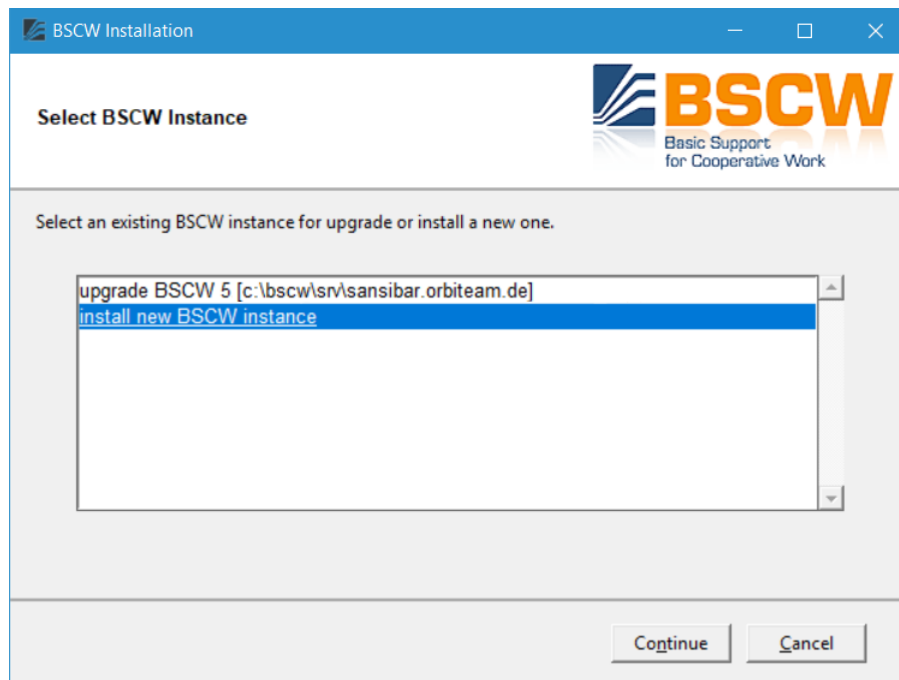 BSCW Installation
BSCW
Select BSCW Instance
Basic Support
for Cooperative Work
Select an existing BSCW instance for upgrade or install a new one.
upgrade BSCW 5 [c:\bscw\srv\sansibar.orbiteam.de]
install new BSCW instance
Continue
Cancel